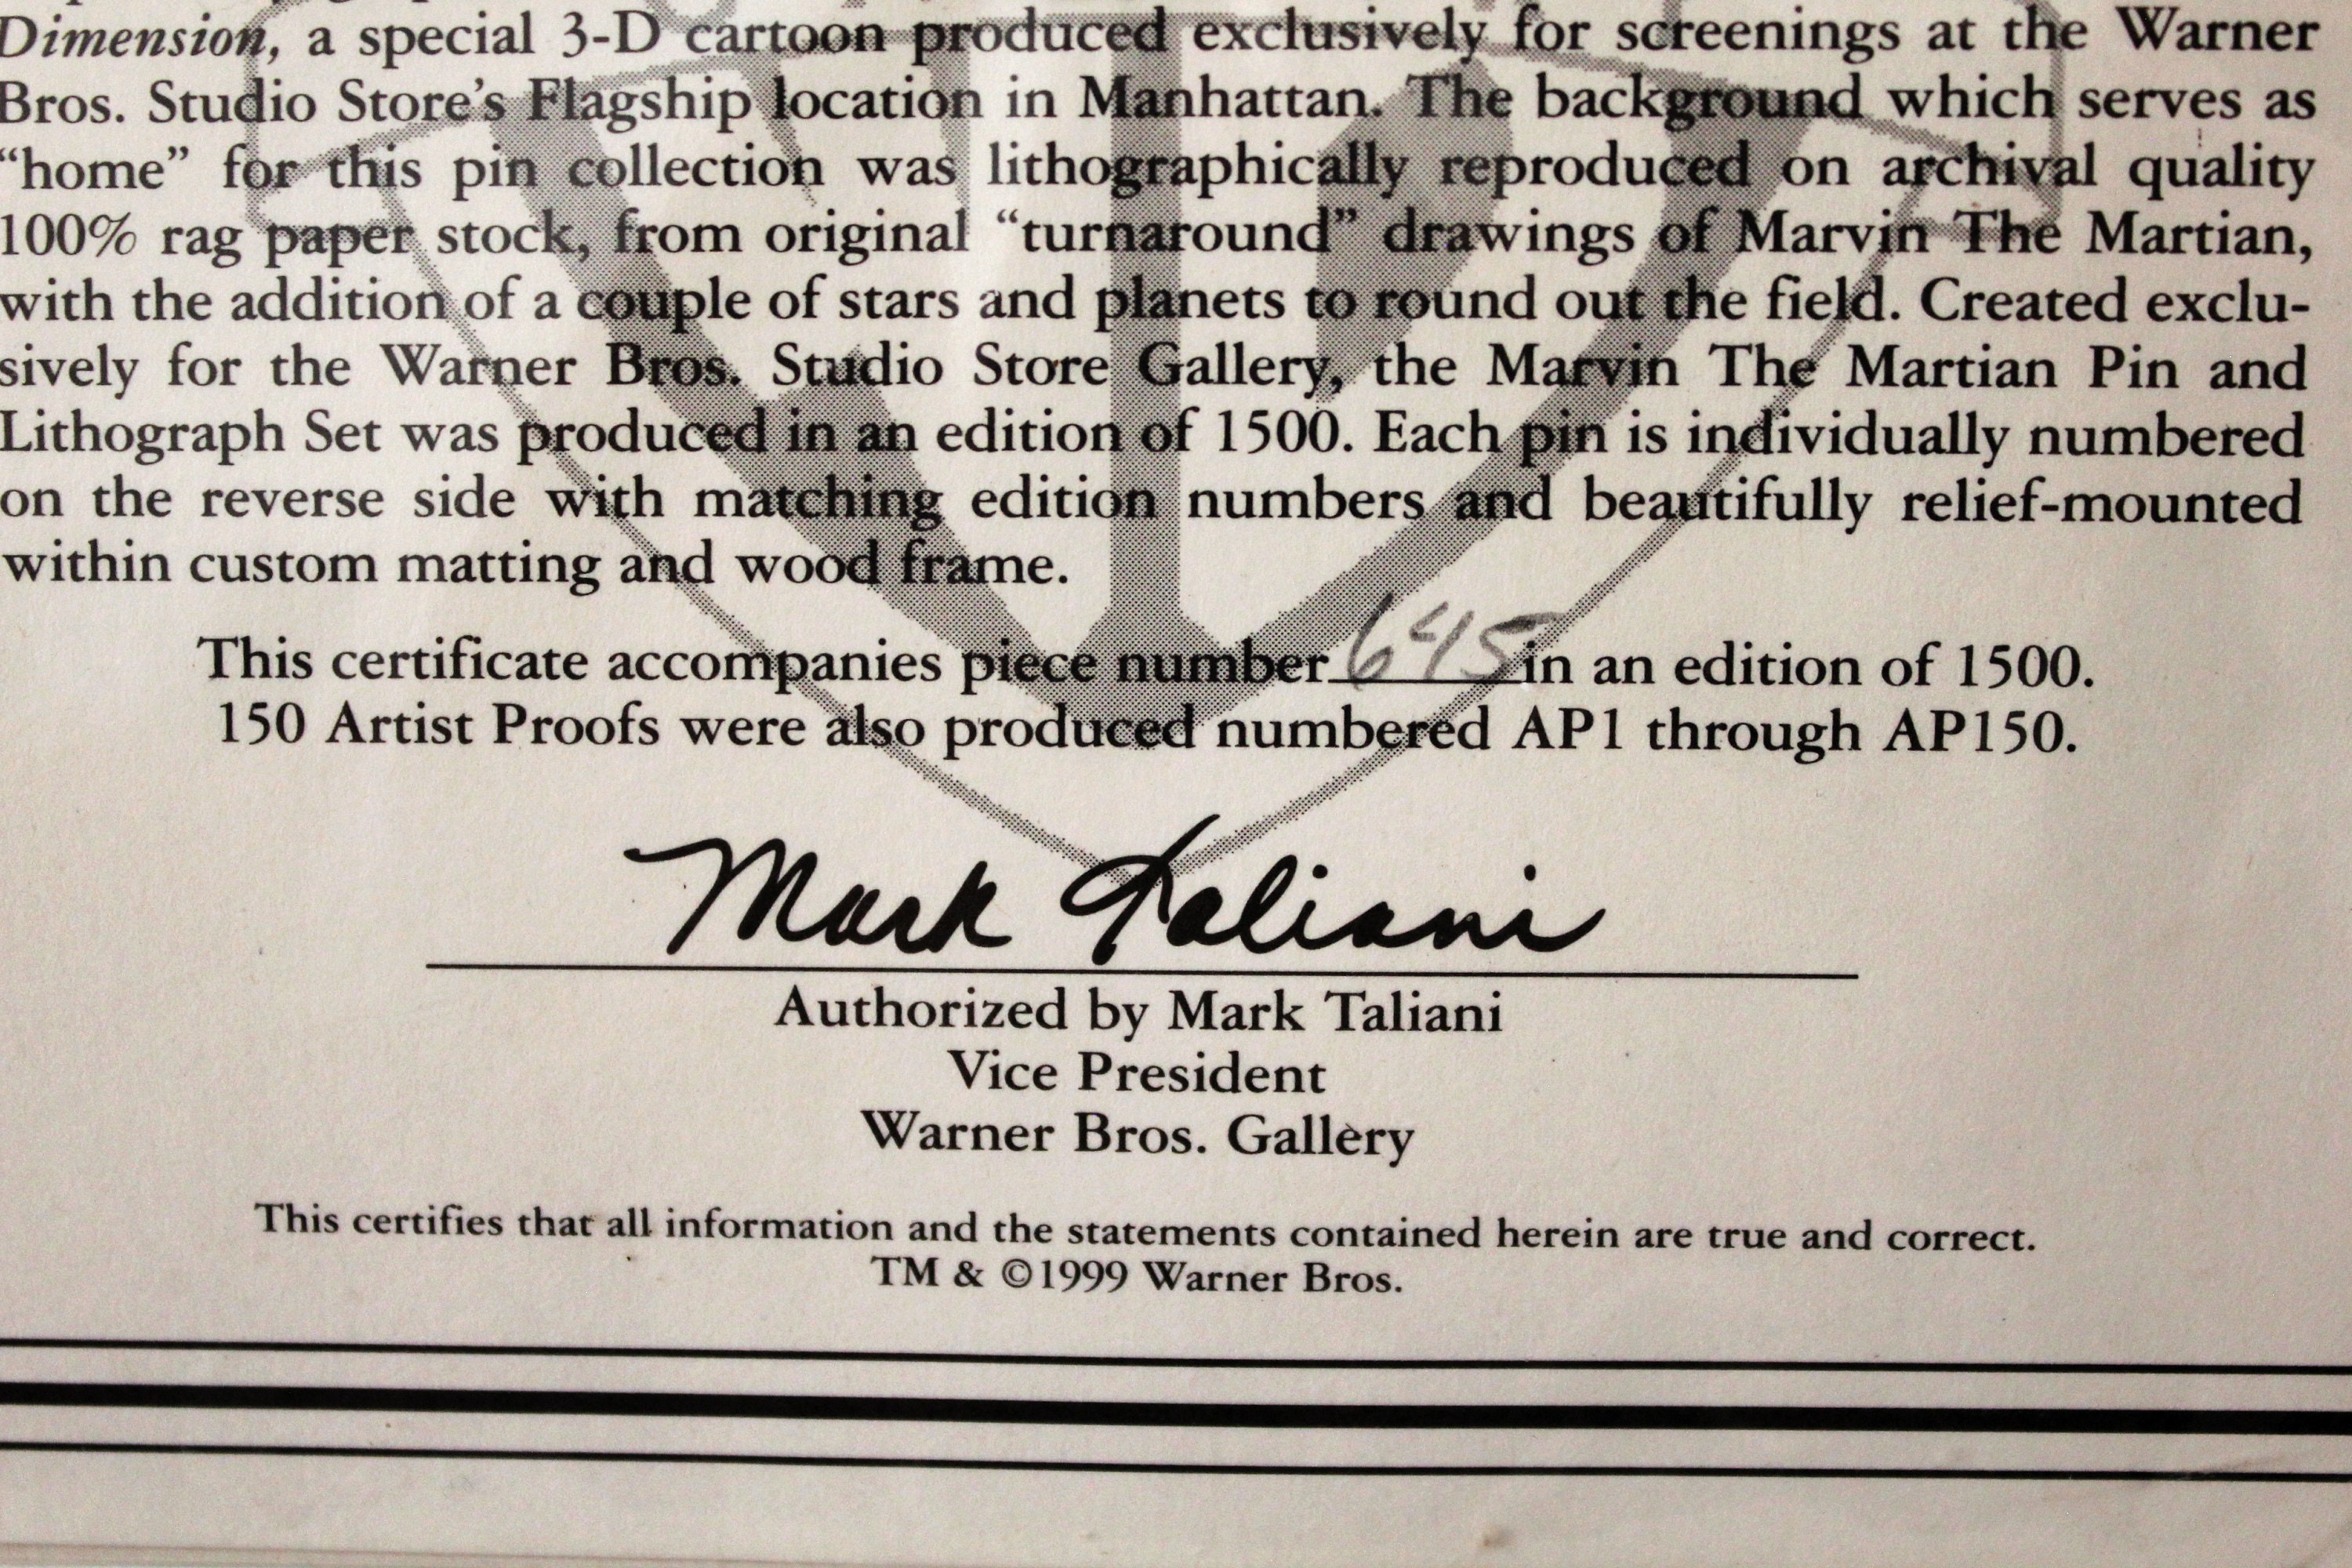 Dimension, a special 3-D cartoon produced exclusively for screenings at the Warner
Bros. Studio Store's Flagship location in Manhattan. The background which serves as
“home” for this pin collection was lithographically reproduced on archival quality
100% rag paper stock, from original “turnaround” drawings of Marvin The Martian,
with the addition of a couple of stars and planets to round out the field. Created exclu-
sively for the Warner Bros. Studio Store Gallery, the Marvin The Martian Pin and
Lithograph Set was produced in an edition of 1500. Each pin is individually numbered
on the reverse side with matching edition numbers and beautifully relief-mounted
within custom matting and wood frame.
This certificate accompanies piece number 645 in an edition of 1500.
150 Artist Proofs were also produced numbered AP1 through AP150.
Mark Taliani
Authorized by Mark Taliani
Vice President
Warner Bros. Gallery
This certifies that all information and the statements contained herein are true and correct.
TM & ©1999 Warner Bros.